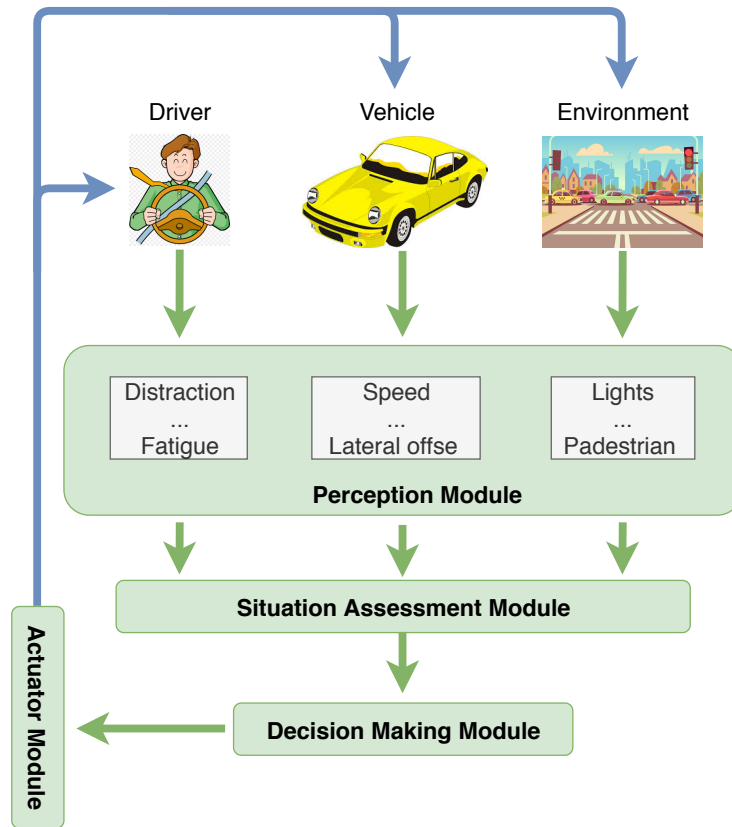 Driver
Vehicle
Environment
Distraction
...
Fatigue
Speed
...
Lateral offse
Lights
...
Padestrian
Perception Module
Situation Assessment Module
Decision Making Module
Actuator Module